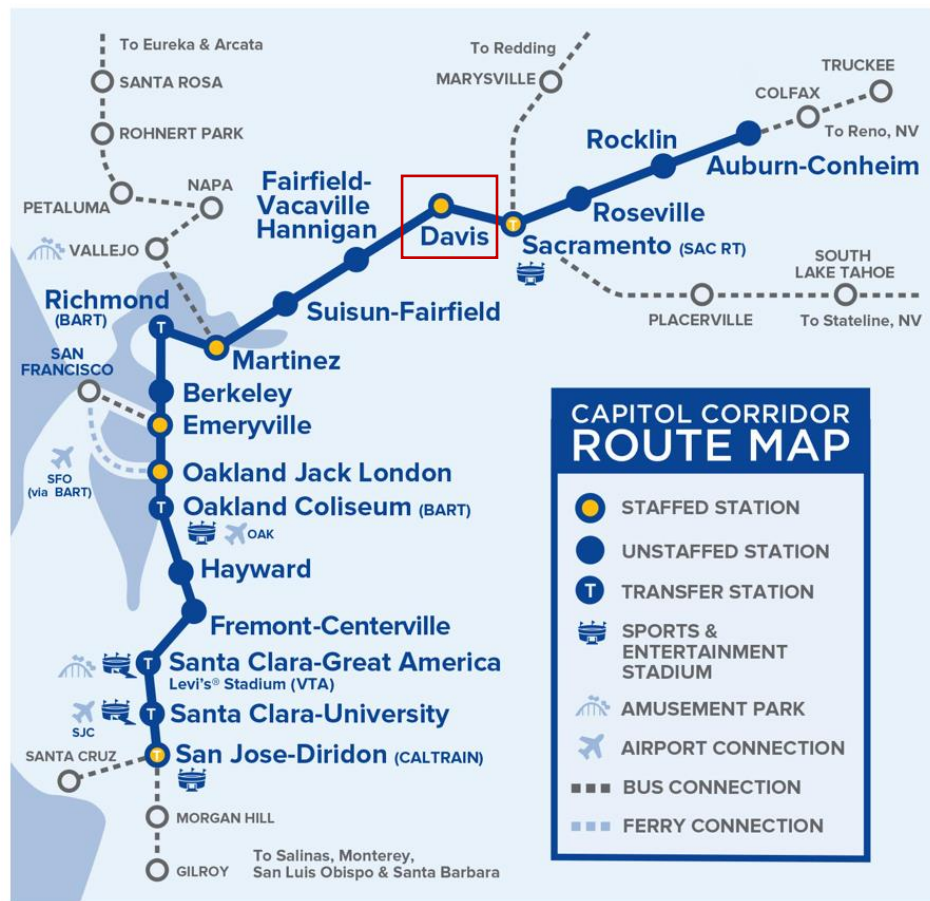 To Eureka & Arcata
SANTA ROSA
ROHNERT PARK
NAPA
PETALUMA
VALLEJO
To Redding
MARYSVILLE
TRUCKEE
COLFAX
To Reno, NV
Rocklin
Auburn-Conheim
Roseville
Fairfield-
Vacaville
Hannigan
Davis
T
Sacramento (SAC RT)
SOUTH
LAKE TAHOE
PLACERVILLE
To Stateline, NV
Suisun-Fairfield
Richmond
(BART)
T
Martinez
SAN
FRANCISCO
Berkeley
Emeryville
SFO
(via BART)
Oakland Jack London
T
Oakland Coliseum (BART)
OAK
Hayward
Fremont-Centerville
T
Santa Clara-Great America
Levi's® Stadium (VTA)
SJC
T
Santa Clara-University
SANTA CRUZ
T
San Jose-Diridon (CALTRAIN)
MORGAN HILL
GILROY
To Salinas, Monterey,
San Luis Obispo & Santa Barbara
CAPITOL CORRIDOR
ROUTE MAP
STAFFED STATION
UNSTAFFED STATION
T
TRANSFER STATION
SPORTS &
ENTERTAINMENT
STADIUM
AMUSEMENT PARK
AIRPORT CONNECTION
BUS CONNECTION
FERRY CONNECTION